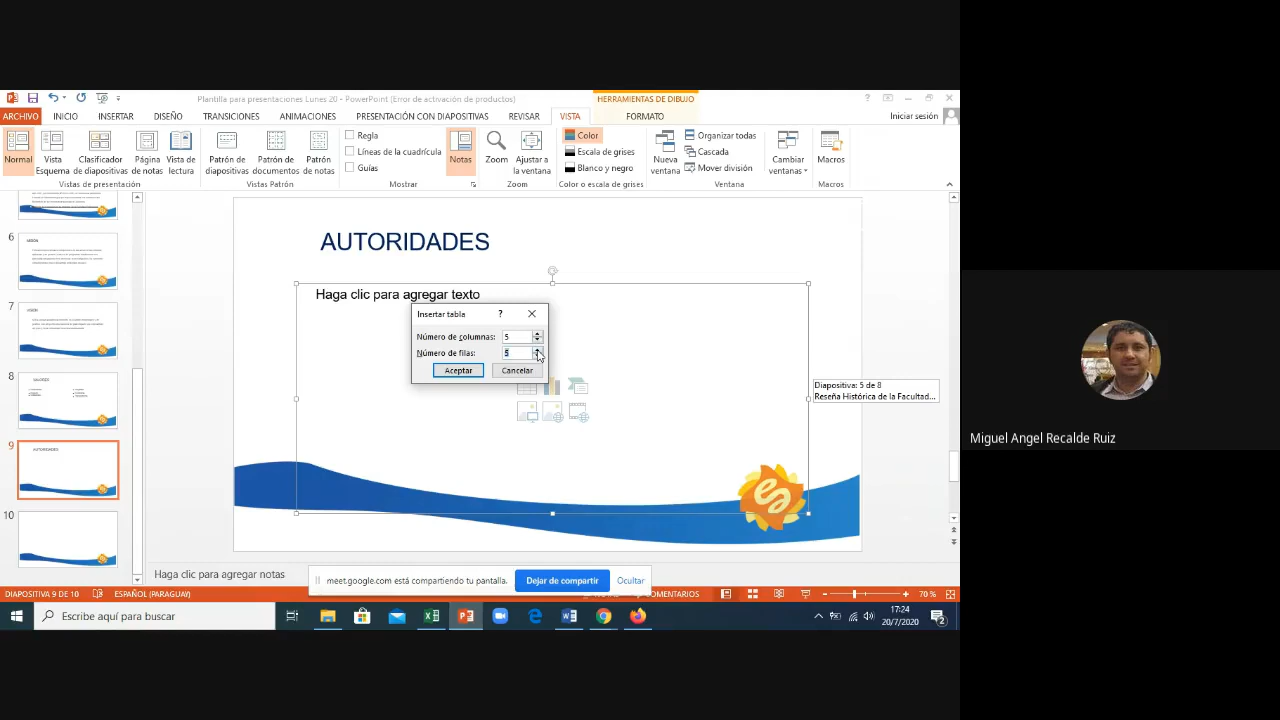 Plantilla para presentaciones Lunes 20 - PowerPoint (Error de activación de productos)
HERRAMIENTAS DE DIBUJO
?
ARCHIVO INICIO INSERTAR DISEÑO TRANSICIONES ANIMACIONES PRESENTACIÓN CON DIAPOSITIVAS REVISAR VISTA FORMATO
Iniciar sesión
Normal
Vista Esquema
Clasificador de diapositivas
Página de notas
Vista de lectura
Vistas de presentación
Patrón de diapositivas
Patrón de documentos
Patrón de notas
Vistas Patrón
Regla
Líneas de la cuadrícula
Guías
Mostrar
Notas
Zoom
Ajustar a la ventana
Zoom
Color
Escala de grises
Blanco y negro
Color o escala de grises
Nueva ventana
Organizar todas
Cascada
Mover división
Ventana
Cambiar ventanas
Macros
Macros
6
7
8
9
AUTORIDADES
10
AUTORIDADES
Haga clic para agregar texto
Insertar tabla ?
Número de columnas: 5
Número de filas: 5
Aceptar Cancelar
Diapositiva: 5 de 8
Reseña Histórica de la Facultad...
Haga clic para agregar notas
meet.google.com está compartiendo tu pantalla. Dejar de compartir Ocultar
DIAPOSITIVA 9 DE 10 ESPAÑOL (PARAGUAY) COMENTARIOS 70 %
Escribe aquí para buscar
17:24
20/7/2020
2
Miguel Angel Recalde Ruiz